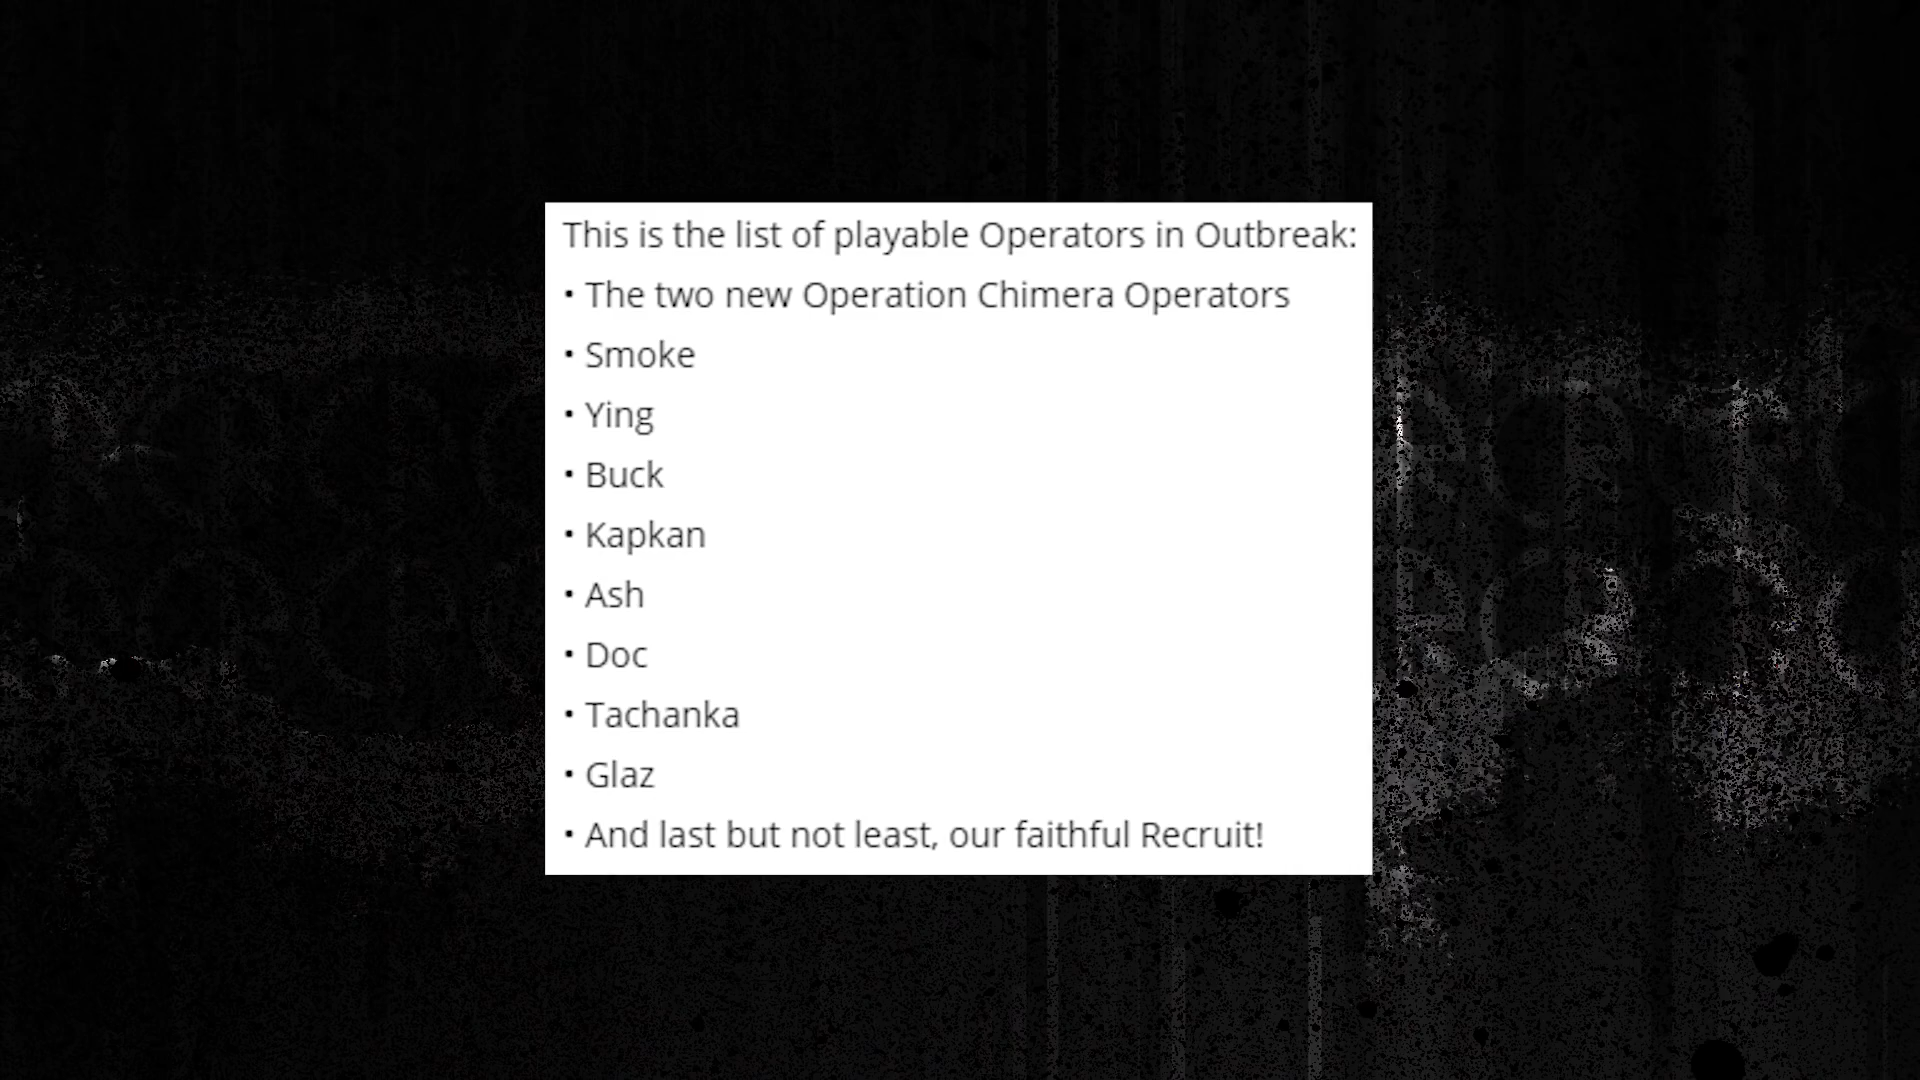 This is the list of playable Operators in Outbreak:
• The two new Operation Chimera Operators
• Smoke
• Ying
• Buck
• Kapkan
• Ash
• Doc
• Tachanka
• Glaz
• And last but not least, our faithful Recruit!